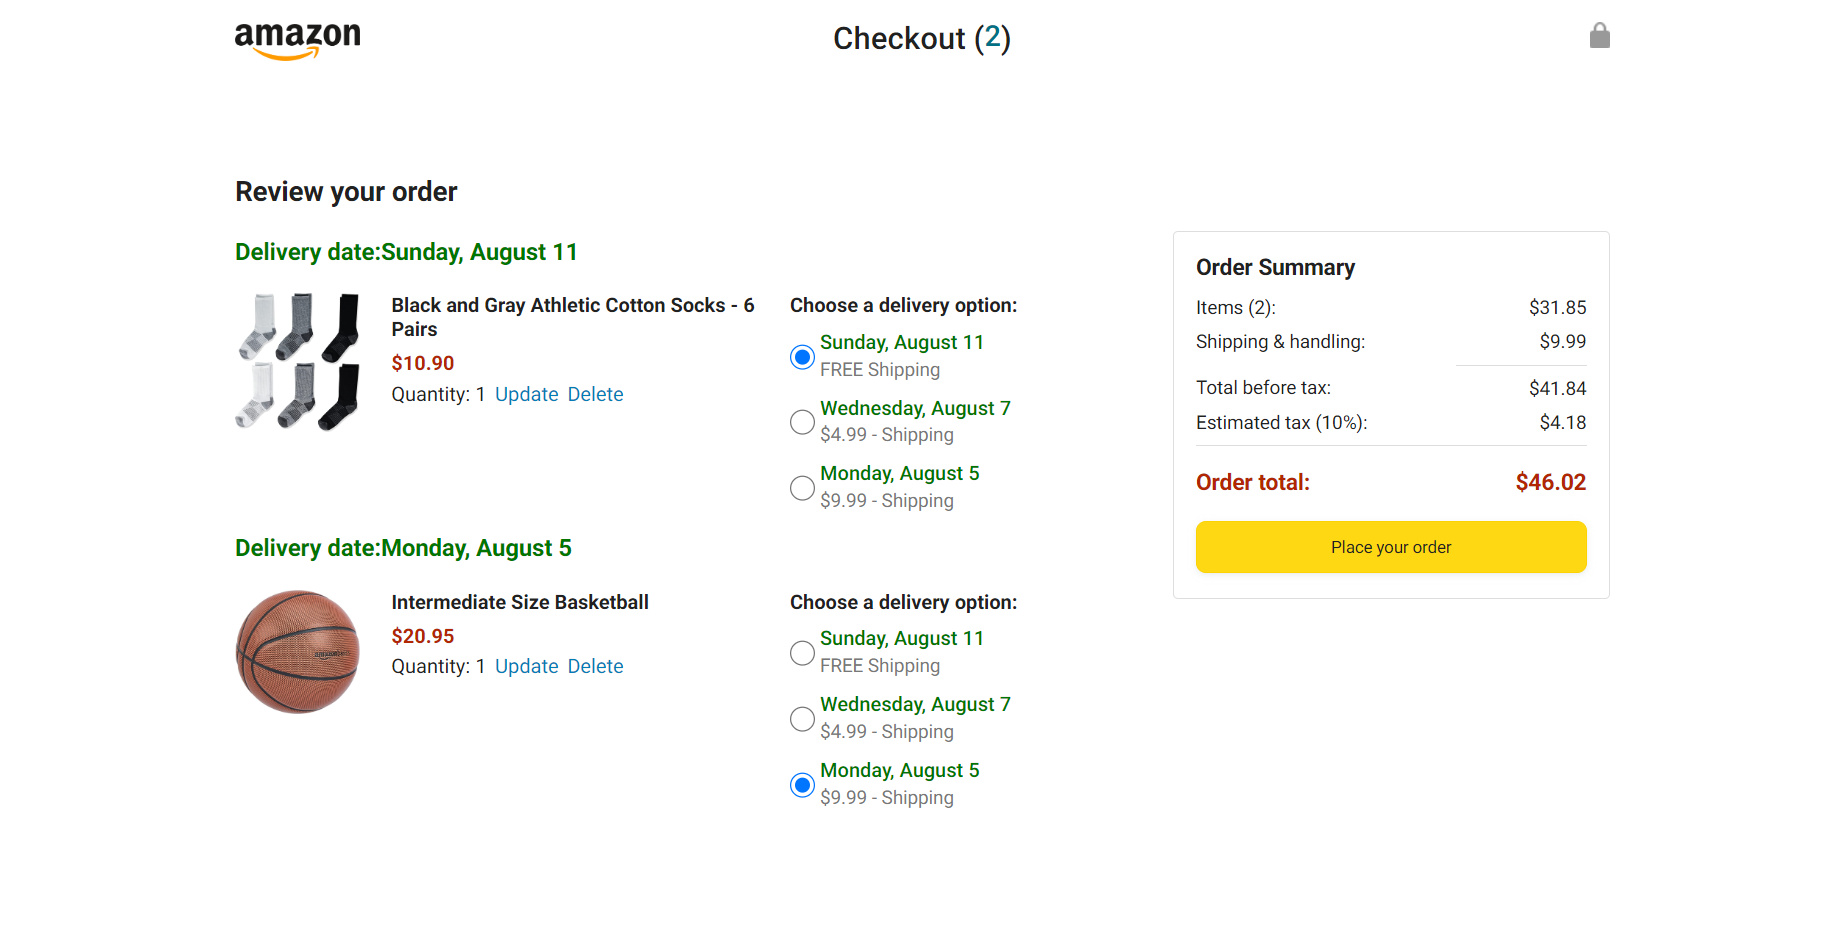 amazon
Checkout (2)
Review your order
Delivery date:Sunday, August 11
Black and Gray Athletic Cotton Socks - 6
Pairs
$10.90
Quantity: 1 Update Delete
Choose a delivery option:
Sunday, August 11
FREE Shipping
Wednesday, August 7
$4.99 - Shipping
Monday, August 5
$9.99 - Shipping
Delivery date:Monday, August 5
Intermediate Size Basketball
$20.95
Quantity: 1 Update Delete
Choose a delivery option:
Sunday, August 11
FREE Shipping
Wednesday, August 7
$4.99 - Shipping
Monday, August 5
$9.99 - Shipping
Order Summary
Items (2): $31.85
Shipping & handling: $9.99
Total before tax: $41.84
Estimated tax (10%): $4.18
Order total: $46.02
Place your order